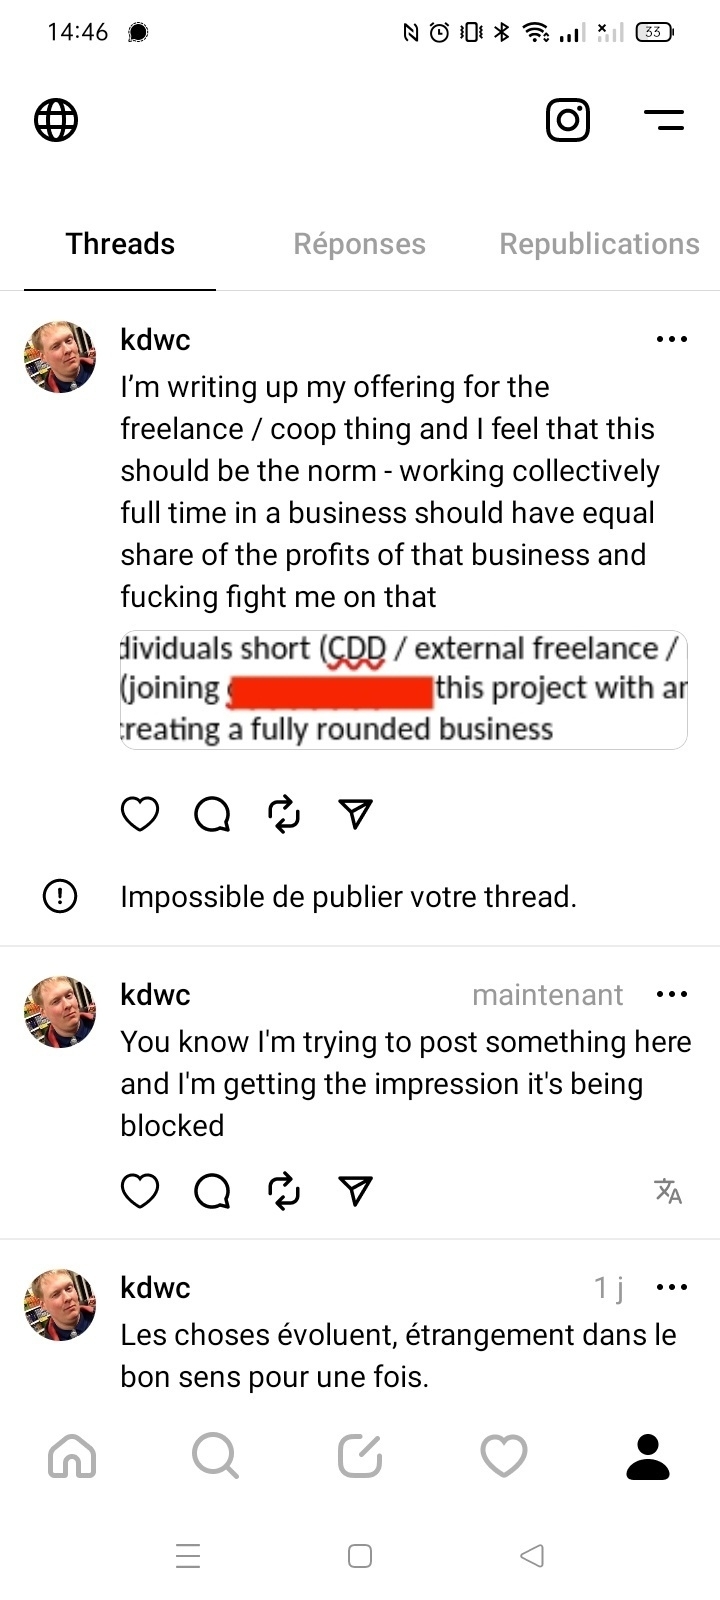 14:46
33
Threads
Réponses
Republications
kdwc
I’m writing up my offering for the
freelance / coop thing and I feel that this
should be the norm - working collectively
full time in a business should have equal
share of the profits of that business and
fucking fight me on that
dividuals short (CDD / external freelance /
(joining
this project with an
creating a fully rounded business
Impossible de publier votre thread.
kdwc
maintenant
You know I'm trying to post something here
and I'm getting the impression it's being
blocked
kdwc
1 j
Les choses évoluent, étrangement dans le
bon sens pour une fois.